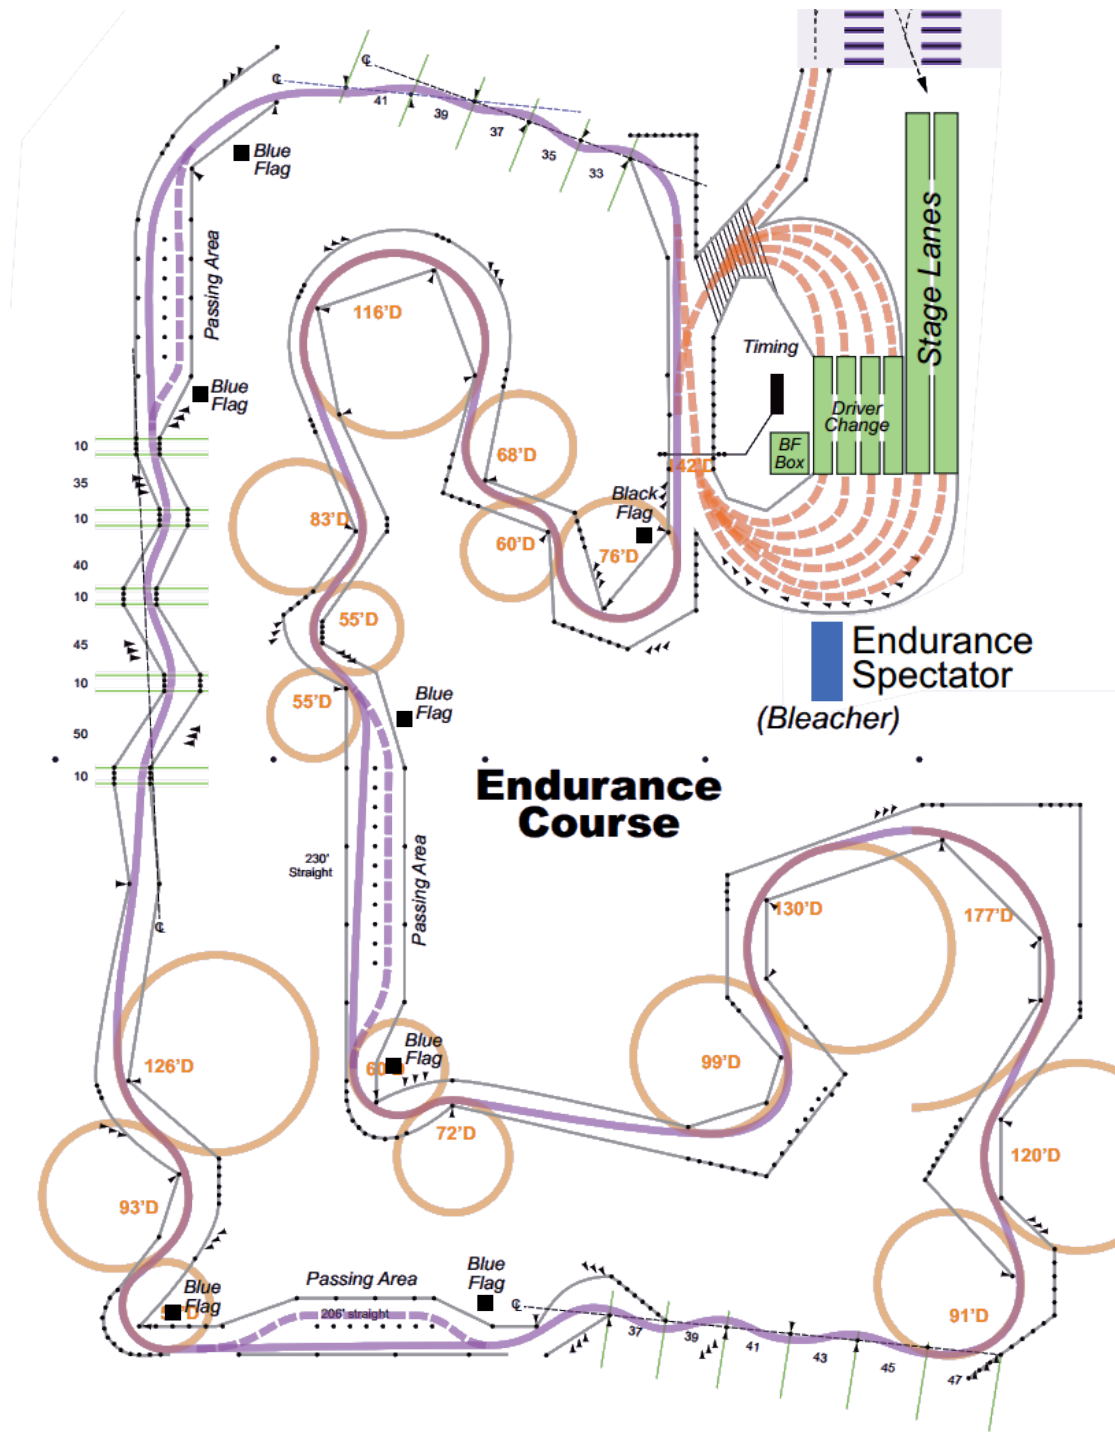 ℄
℄
41
39
37
35
33
Blue
Flag
Passing Area
116'D
Timing
Stage Lanes
Driver
Change
BF
Box
Blue
Flag
10
35
10
40
10
45
10
50
10
68'D
142'D
83'D
Black
Flag
60'D
76'D
55'D
55'D
Blue
Flag
Endurance
Spectator
(Bleacher)
Endurance
Course
230'
Straight
Passing Area
130'D
177'D
℄
Blue
Flag
126'D
99'D
72'D
120'D
93'D
Blue
Flag
Passing Area
206' straight
Blue
Flag
℄
37
39
41
43
45
47
91'D